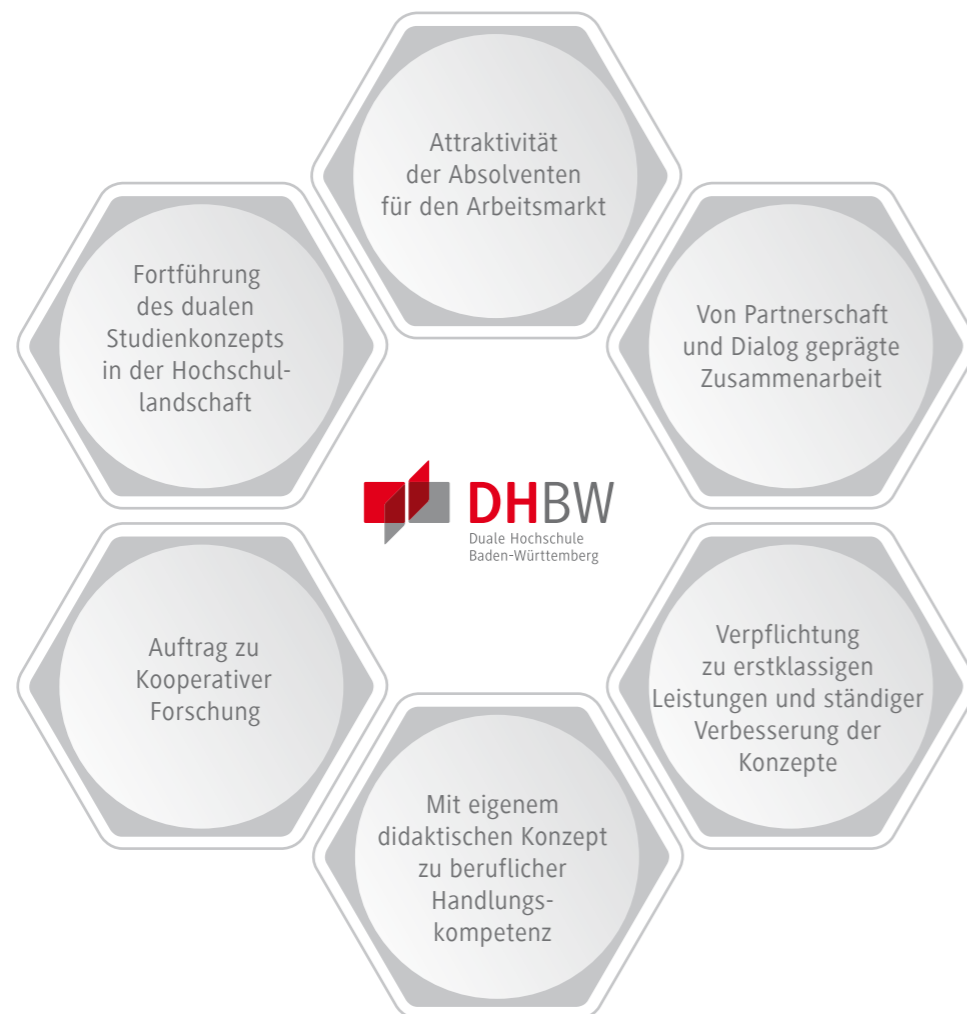 Attraktivität
der Absolventen
für den Arbeitsmarkt
Fortführung
des dualen
Studienkonzepts
in der Hochschul-
landschaft
Von Partnerschaft
und Dialog geprägte
Zusammenarbeit
DHBW
Duale Hochschule
Baden-Württemberg
Auftrag zu
Kooperativer
Forschung
Verpflichtung
zu erstklassigen
Leistungen und ständiger
Verbesserung der
Konzepte
Mit eigenem
didaktischen Konzept
zu beruflicher
Handlungs-
kompetenz